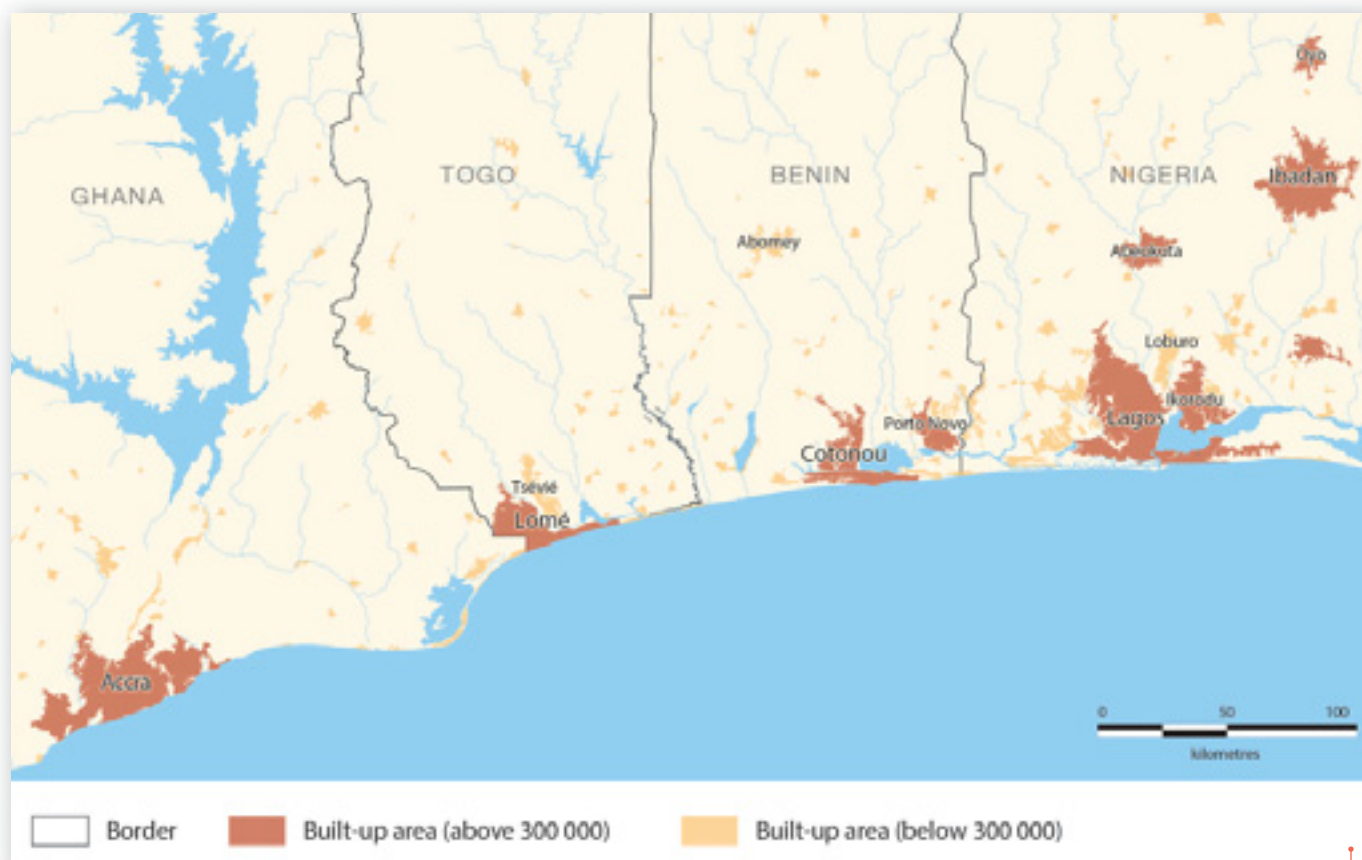 Oyo
GHANA
TOGO
BENIN
NIGERIA
Ibadan
Abomey
Abeokuta
Loburo
Ikorodu
Lagos
Porto Novo
Cotonou
Tsévié
Lomé
Accra
0 50 100
kilometres
Border
Built-up area (above 300 000)
Built-up area (below 300 000)